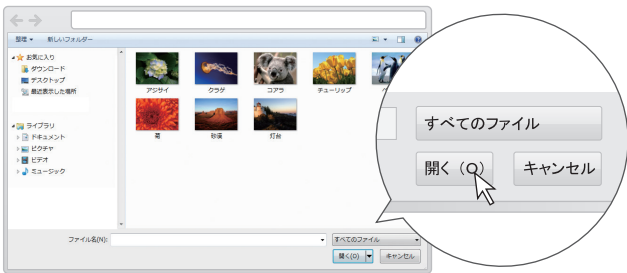 整理 ▼ 新しいフォルダー
お気に入り
ダウンロード
デスクトップ
最近表示した場所
ライブラリ
ドキュメント
ピクチャ
ビデオ
ミュージック
アジサイ クラゲ コアラ チューリップ ペ
菊 砂漠 灯台
ファイル名(N): すべてのファイル
開く(O) キャンセル
すべてのファイル
開く（O） キャンセル